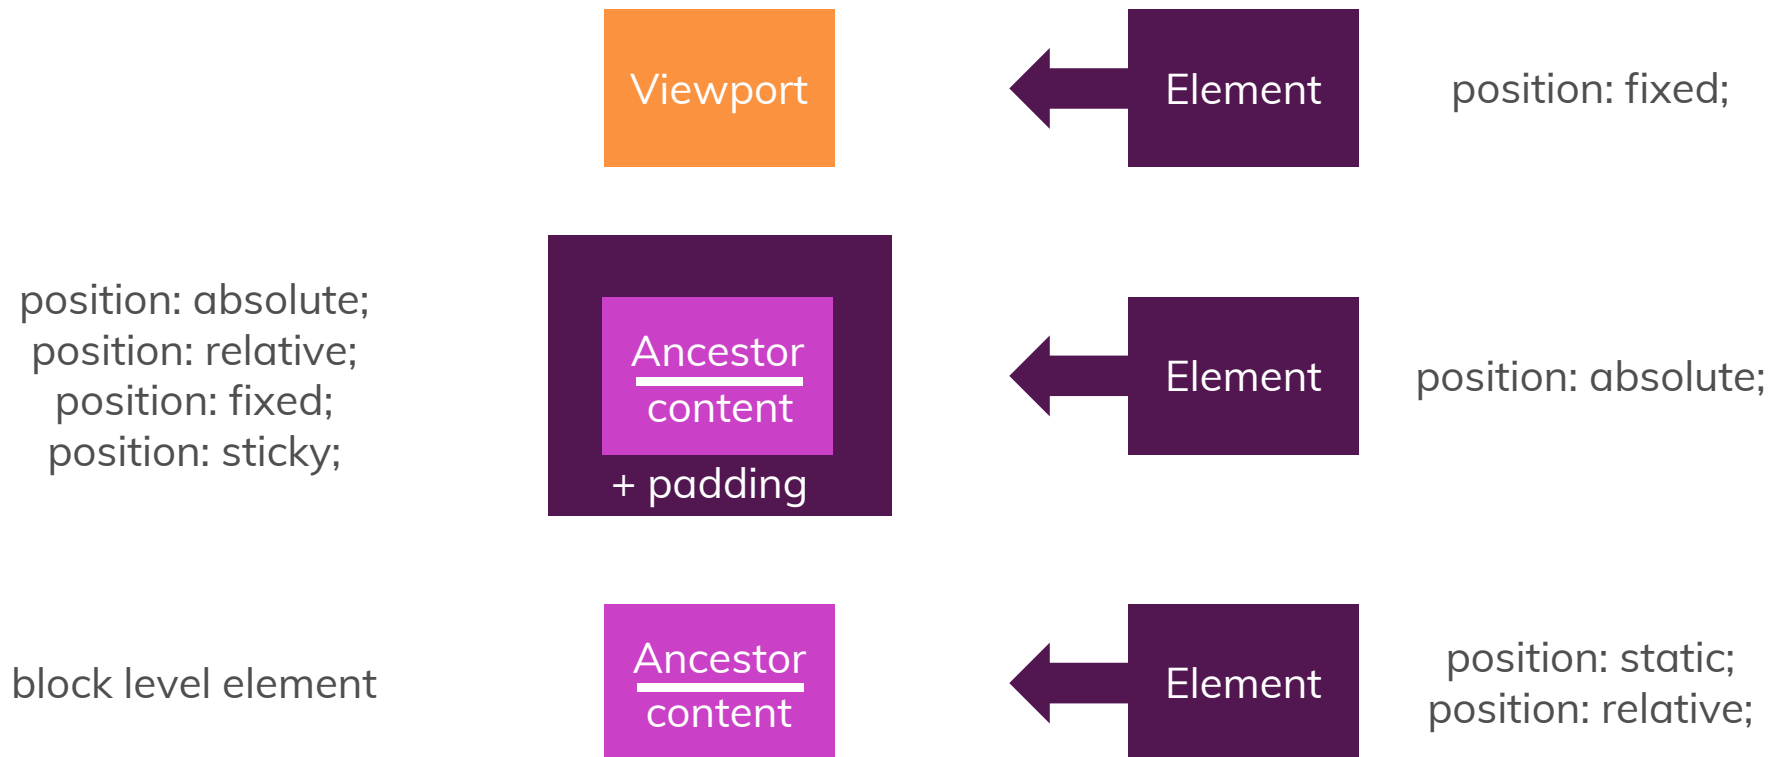 Viewport
Element
position: fixed;
position: absolute;
position: relative;
position: fixed;
position: sticky;
Ancestor
content
+ padding
Element
position: absolute;
block level element
Ancestor
content
Element
position: static;
position: relative;